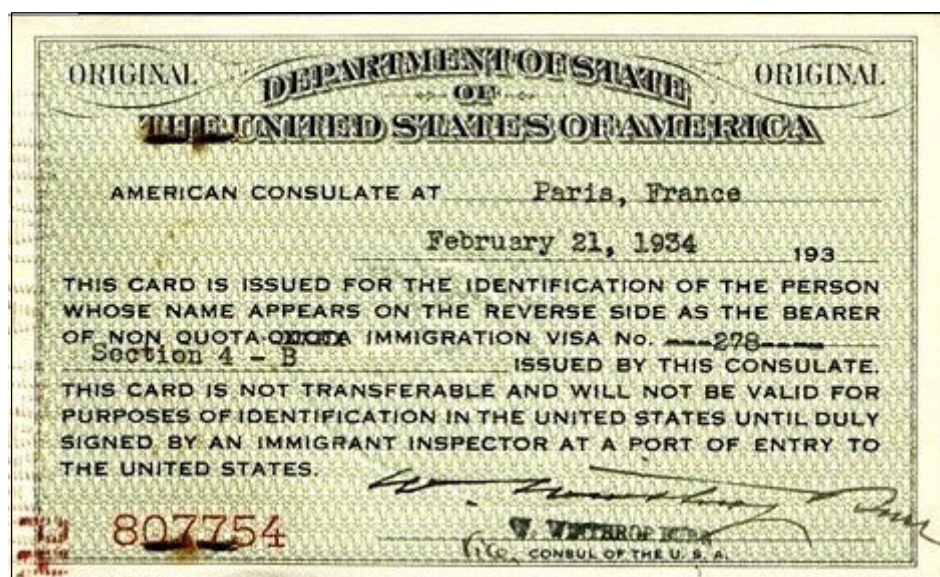 ORIGINAL DEPARTMENT OF STATE ORIGINAL
OF
THE UNITED STATES OF AMERICA
AMERICAN CONSULATE AT Paris, France
February 21, 1934 193
THIS CARD IS ISSUED FOR THE IDENTIFICATION OF THE PERSON
WHOSE NAME APPEARS ON THE REVERSE SIDE AS THE BEARER
OF NON QUOTA-QUOTA IMMIGRATION VISA No. ---278----
Section 4 - B ISSUED BY THIS CONSULATE.
THIS CARD IS NOT TRANSFERABLE AND WILL NOT BE VALID FOR
PURPOSES OF IDENTIFICATION IN THE UNITED STATES UNTIL DULY
SIGNED BY AN IMMIGRANT INSPECTOR AT A PORT OF ENTRY TO
THE UNITED STATES.
807754 W. WINTHROP
Vice CONSUL OF THE U. S. A.